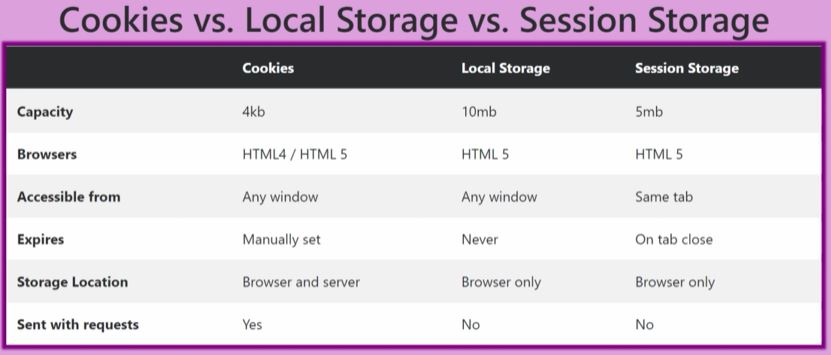 Cookies vs. Local Storage vs. Session Storage
Cookies Local Storage Session Storage
Capacity 4kb 10mb 5mb
Browsers HTML4 / HTML 5 HTML 5 HTML 5
Accessible from Any window Any window Same tab
Expires Manually set Never On tab close
Storage Location Browser and server Browser only Browser only
Sent with requests Yes No No